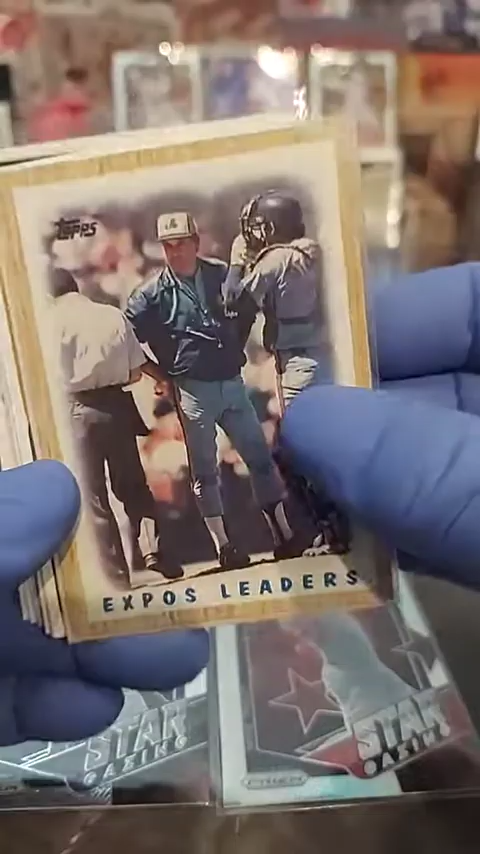 Topps
EXPOS LEADERS
STAR
GAZING
PRIZM
STAR
GAZING